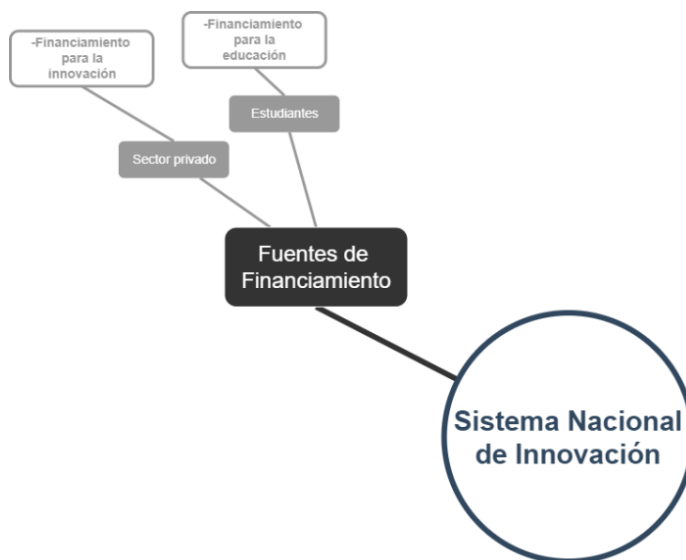 -Financiamiento
para la
innovación
-Financiamiento
para la
educación
Estudiantes
Sector privado
Fuentes de
Financiamiento
Sistema Nacional
de Innovación